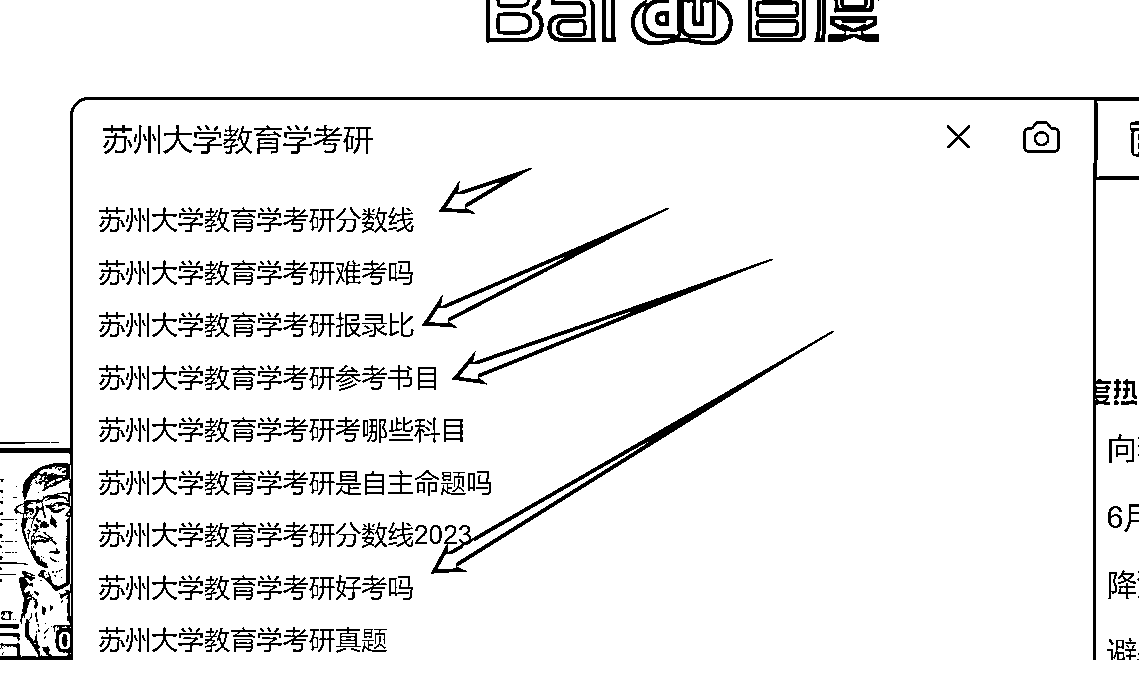 Bai du 百度
苏州大学教育学考研
苏州大学教育学考研分数线
苏州大学教育学考研难考吗
苏州大学教育学考研报录比
苏州大学教育学考研参考书目
苏州大学教育学考研考哪些科目
苏州大学教育学考研是自主命题吗
苏州大学教育学考研分数线2023
苏州大学教育学考研好考吗
苏州大学教育学考研真题
度热
向
6月
降
避